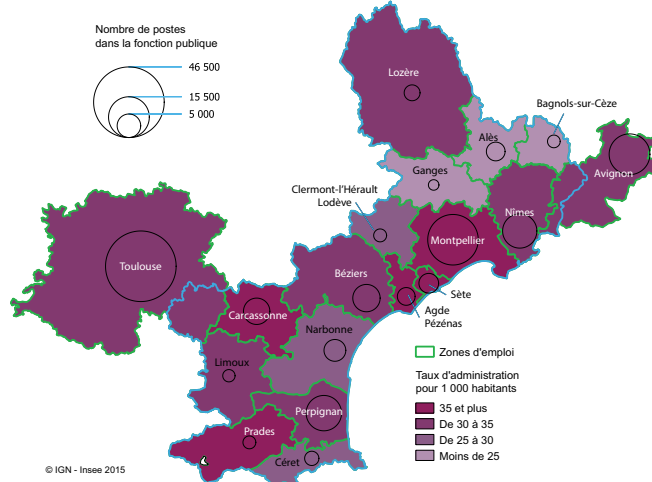 Nombre de postes
dans la fonction publique
46 500
15 500
5 000
Lozère
Bagnols-sur-Cèze
Alès
Ganges
Avignon
Clermont-l'Hérault
Lodève
Nîmes
Montpellier
Toulouse
Béziers
Sète
Agde
Pézénas
Carcassonne
Narbonne
Limoux
Perpignan
Prades
Céret
Zones d'emploi
Taux d'administration
pour 1 000 habitants
35 et plus
De 30 à 35
De 25 à 30
Moins de 25
© IGN - Insee 2015